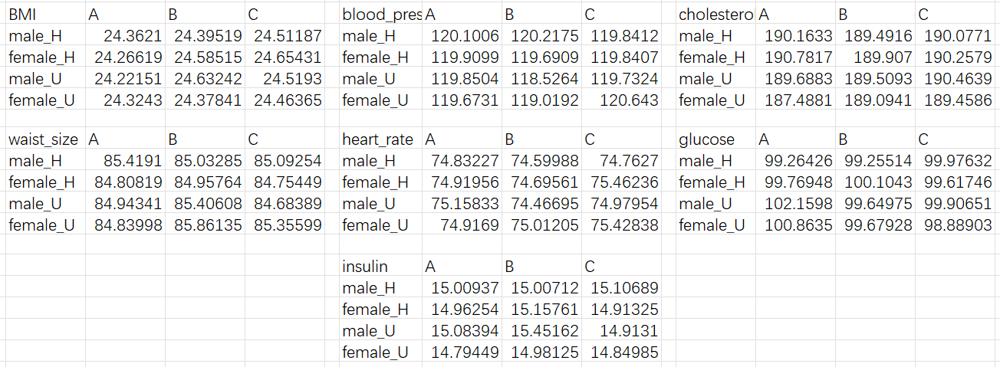 BMI A B C blood_pres A B C cholesterol A B C
male_H 24.3621 24.39519 24.51187 male_H 120.1006 120.2175 119.8412 male_H 190.1633 189.4916 190.0771
female_H 24.26619 24.58515 24.65431 female_H 119.9099 119.6909 119.8407 female_H 190.7817 189.907 190.2579
male_U 24.22151 24.63242 24.5193 male_U 119.8504 118.5264 119.7324 male_U 189.6883 189.5093 190.4639
female_U 24.3243 24.37841 24.46365 female_U 119.6731 119.0192 120.643 female_U 187.4881 189.0941 189.4586
waist_size A B C heart_rate A B C glucose A B C
male_H 85.4191 85.03285 85.09254 male_H 74.83227 74.59988 74.7627 male_H 99.26426 99.25514 99.97632
female_H 84.80819 84.95764 84.75449 female_H 74.91956 74.69561 75.46236 female_H 99.76948 100.1043 99.61746
male_U 84.94341 85.40608 84.68389 male_U 75.15833 74.46695 74.97954 male_U 102.1598 99.64975 99.90651
female_U 84.83998 85.86135 85.35599 female_U 74.9169 75.01205 75.42838 female_U 100.8635 99.67928 98.88903
insulin A B C
male_H 15.00937 15.00712 15.10689
female_H 14.96254 15.15761 14.91325
male_U 15.08394 15.45162 14.9131
female_U 14.79449 14.98125 14.84985